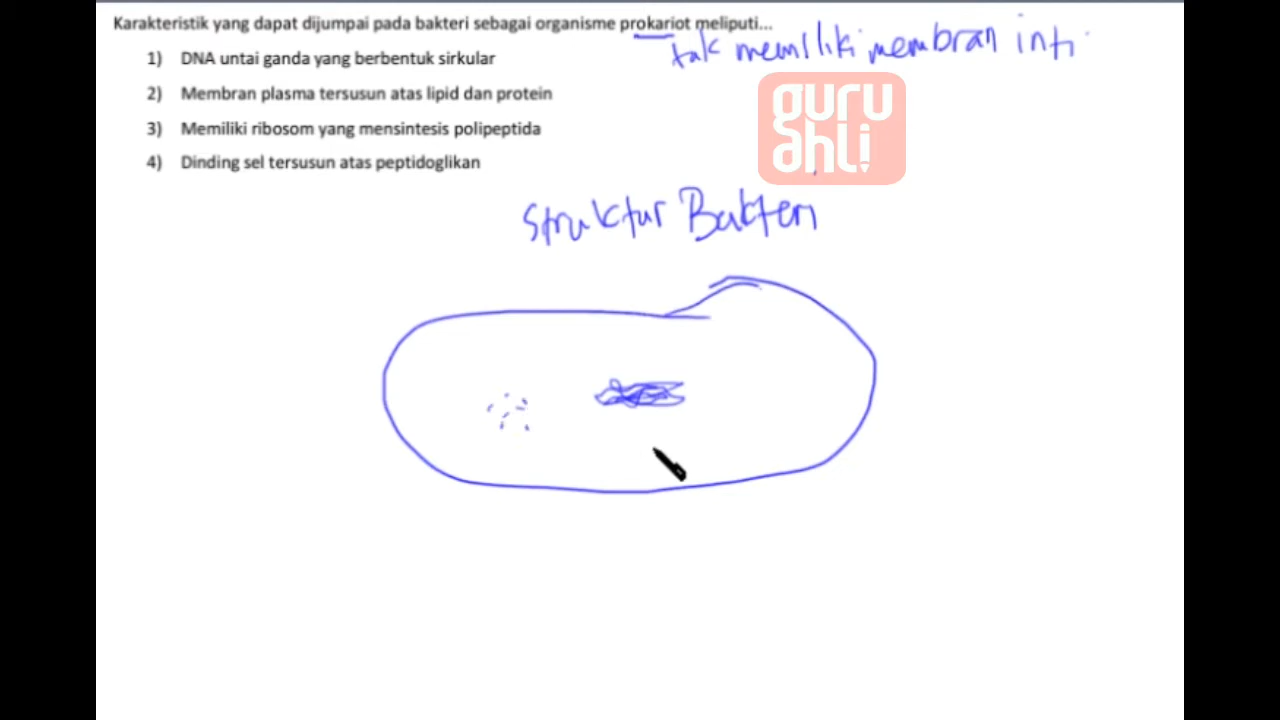 Karakteristik yang dapat dijumpai pada bakteri sebagai organisme prokariot meliputi...
tak memiliki membran inti
1) DNA untai ganda yang berbentuk sirkular
2) Membran plasma tersusun atas lipid dan protein
3) Memiliki ribosom yang mensintesis polipeptida
4) Dinding sel tersusun atas peptidoglikan
guru
ahli
Struktur Bakteri